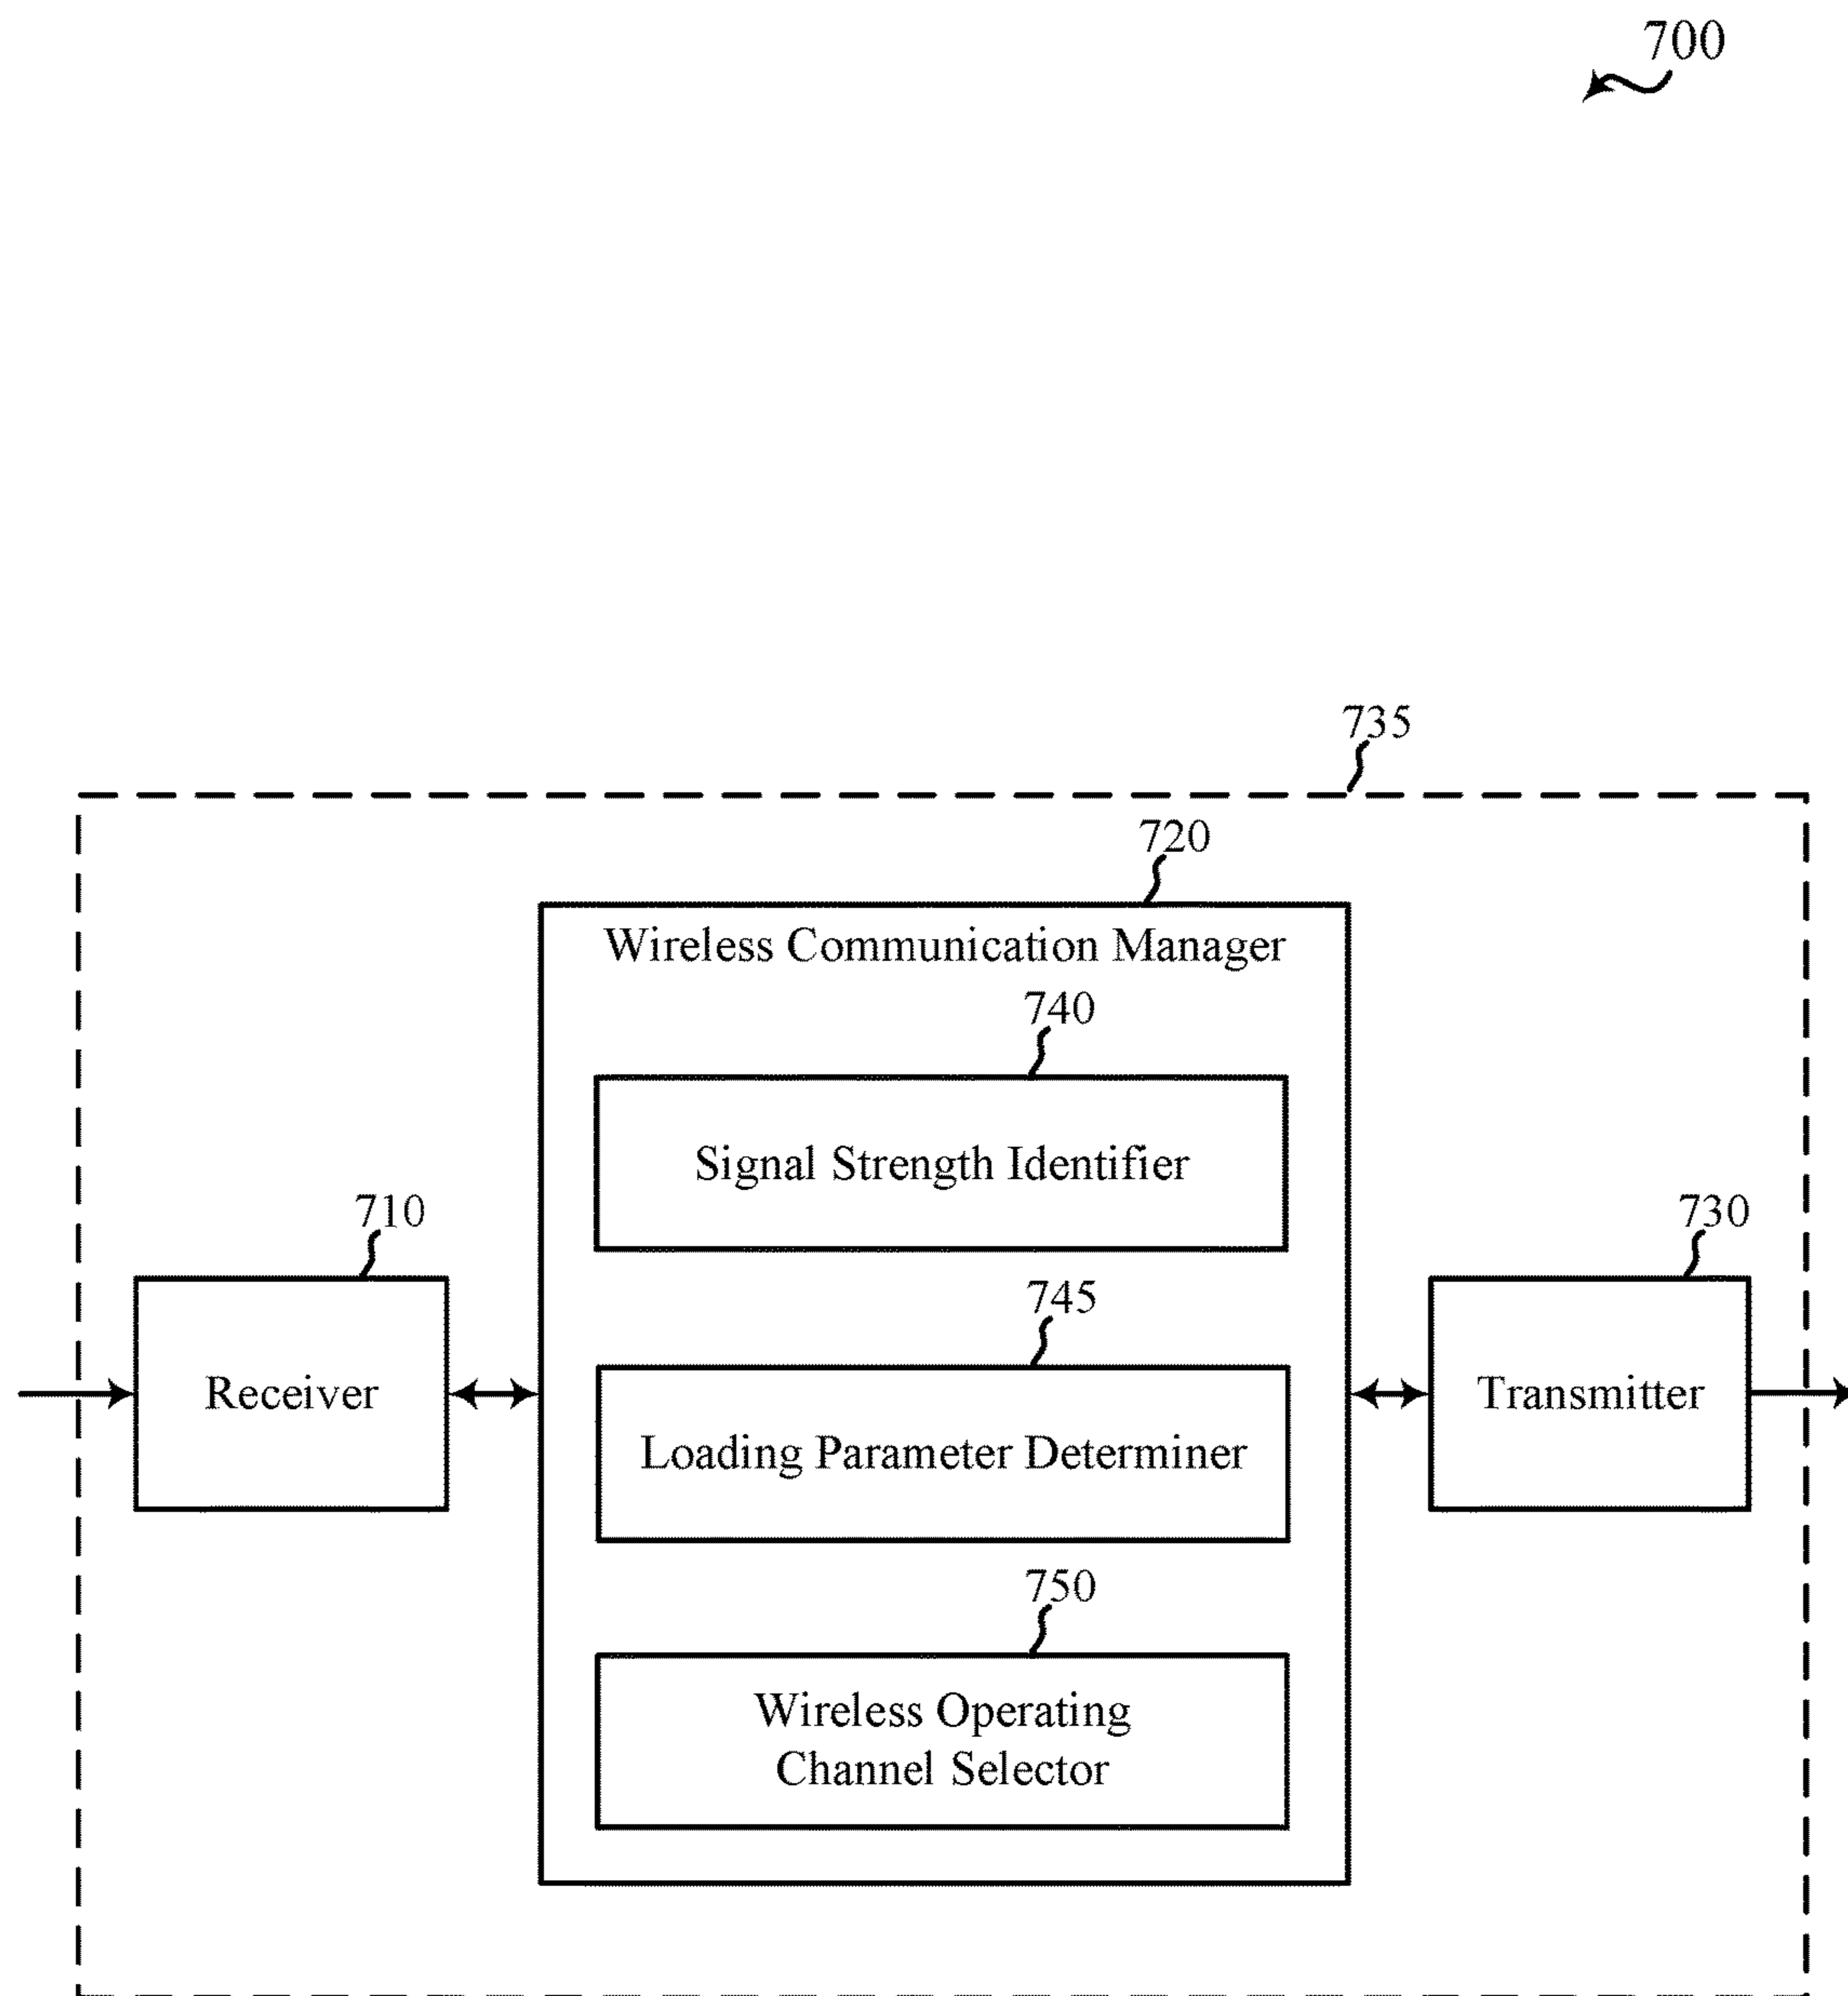 700
735
720
Wireless Communication Manager
740
Signal Strength Identifier
710
730
745
Receiver
Loading Parameter Determiner
Transmitter
750
Wireless Operating
Channel Selector